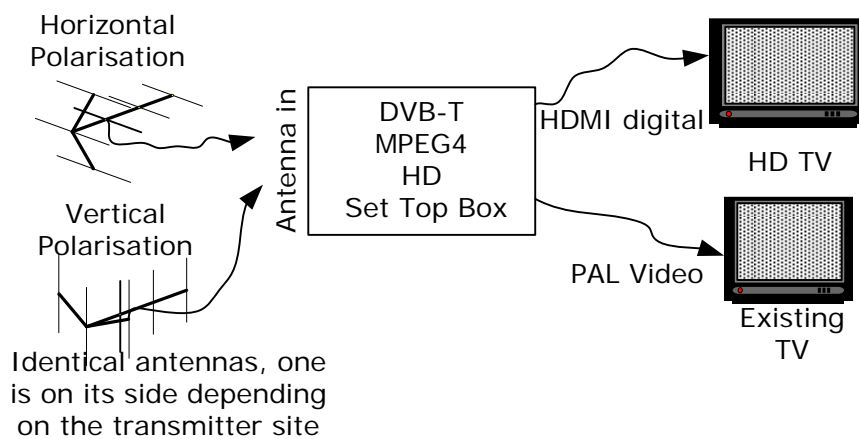 Horizontal
Polarisation
Antenna in
DVB-T
MPEG4
HD
Set Top Box
HDMI digital
HD TV
Vertical
Polarisation
PAL Video
Existing
TV
Identical antennas, one
is on its side depending
on the transmitter site